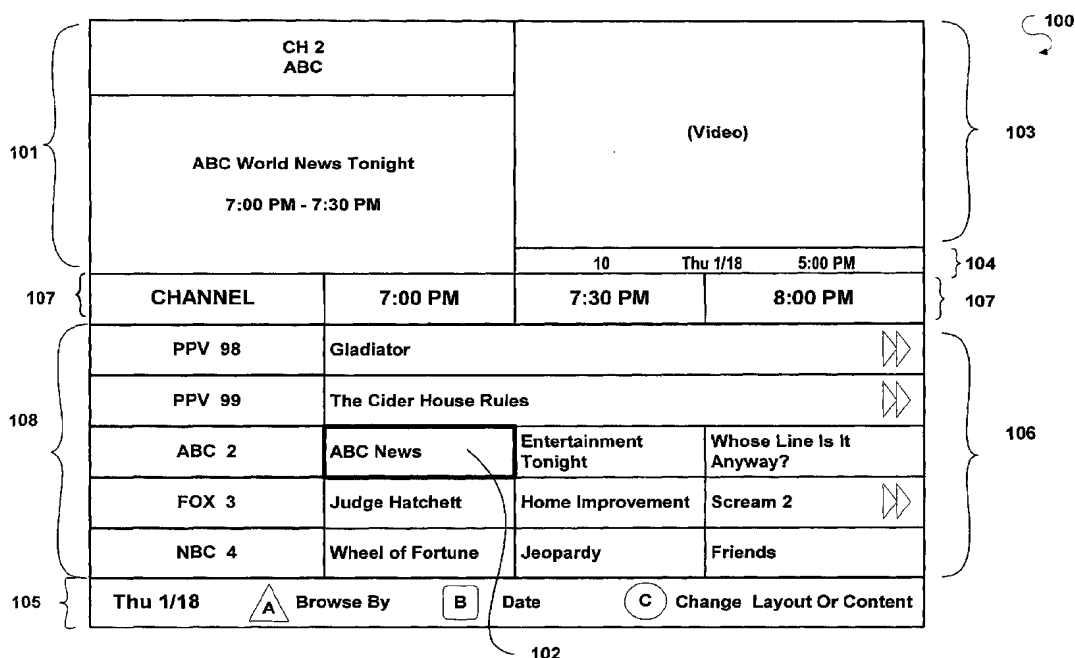 100
CH 2
ABC
101
ABC World News Tonight
7:00 PM - 7:30 PM
(Video)
103
10 Thu 1/18 5:00 PM
104
107
CHANNEL 7:00 PM 7:30 PM 8:00 PM
107
108
PPV 98 Gladiator
PPV 99 The Cider House Rules
ABC 2 ABC News Entertainment Tonight Whose Line Is It Anyway?
106
FOX 3 Judge Hatchett Home Improvement Scream 2
NBC 4 Wheel of Fortune Jeopardy Friends
105
Thu 1/18 A Browse By B Date C Change Layout Or Content
102